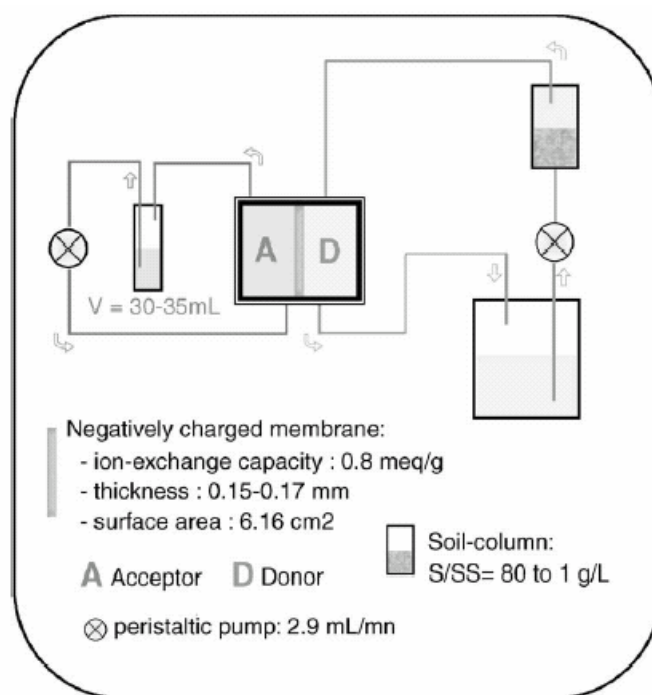 A D
V = 30-35mL
Negatively charged membrane:
- ion-exchange capacity : 0.8 meq/g
- thickness : 0.15-0.17 mm
- surface area : 6.16 cm2
Soil-column:
S/SS= 80 to 1 g/L
A Acceptor D Donor
peristaltic pump: 2.9 mL/mn